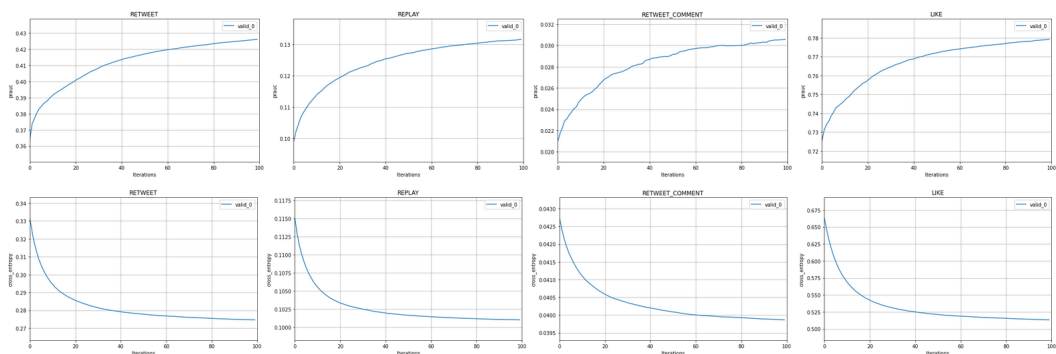 RETWEET
valid_0
0.43
0.42
0.41
0.40
0.39
0.38
0.37
0.36
prauc
0 20 40 60 80 100
Iterations
REPLAY
valid_0
0.13
0.12
0.11
0.10
prauc
0 20 40 60 80 100
Iterations
RETWEET_COMMENT
valid_0
0.032
0.030
0.028
0.026
0.024
0.022
0.020
prauc
0 20 40 60 80 100
Iterations
LIKE
valid_0
0.78
0.77
0.76
0.75
0.74
0.73
0.72
prauc
0 20 40 60 80 100
Iterations
RETWEET
valid_0
0.34
0.33
0.32
0.31
0.30
0.29
0.28
0.27
cross_entropy
0 20 40 60 80 100
Iterations
REPLAY
valid_0
0.1175
0.1150
0.1125
0.1100
0.1075
0.1050
0.1025
0.1000
cross_entropy
0 20 40 60 80 100
Iterations
RETWEET_COMMENT
valid_0
0.0430
0.0425
0.0420
0.0415
0.0410
0.0405
0.0400
0.0395
cross_entropy
0 20 40 60 80 100
Iterations
LIKE
valid_0
0.675
0.650
0.625
0.600
0.575
0.550
0.525
0.500
cross_entropy
0 20 40 60 80 100
Iterations